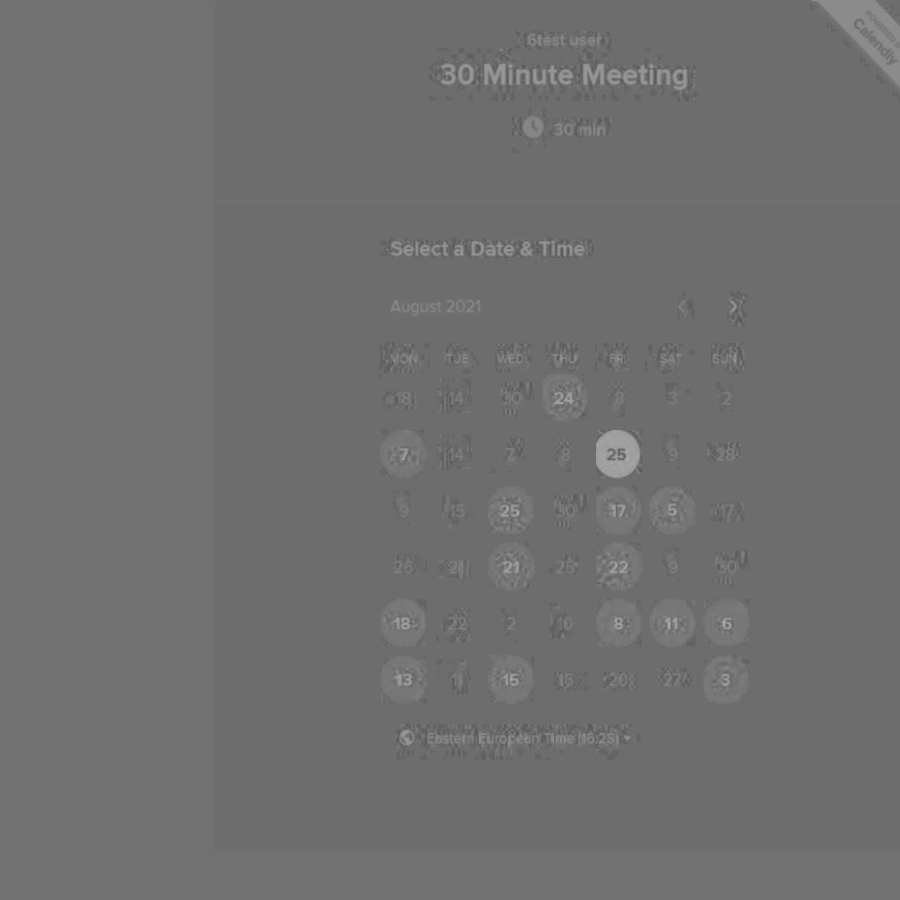 POWERED BY
Calendly
6test user
30 Minute Meeting
30 min
Select a Date & Time
August 2021
MON TUE WED THU FRI SAT SUN
18 14 30 24 8 3 2
7 14 7 8 25 9 28
9 15 25 30 17 5 17
26 21 21 25 22 9 30
18 22 2 10 8 11 6
13 11 15 16 20 27 3
Eastern European Time (16:28)